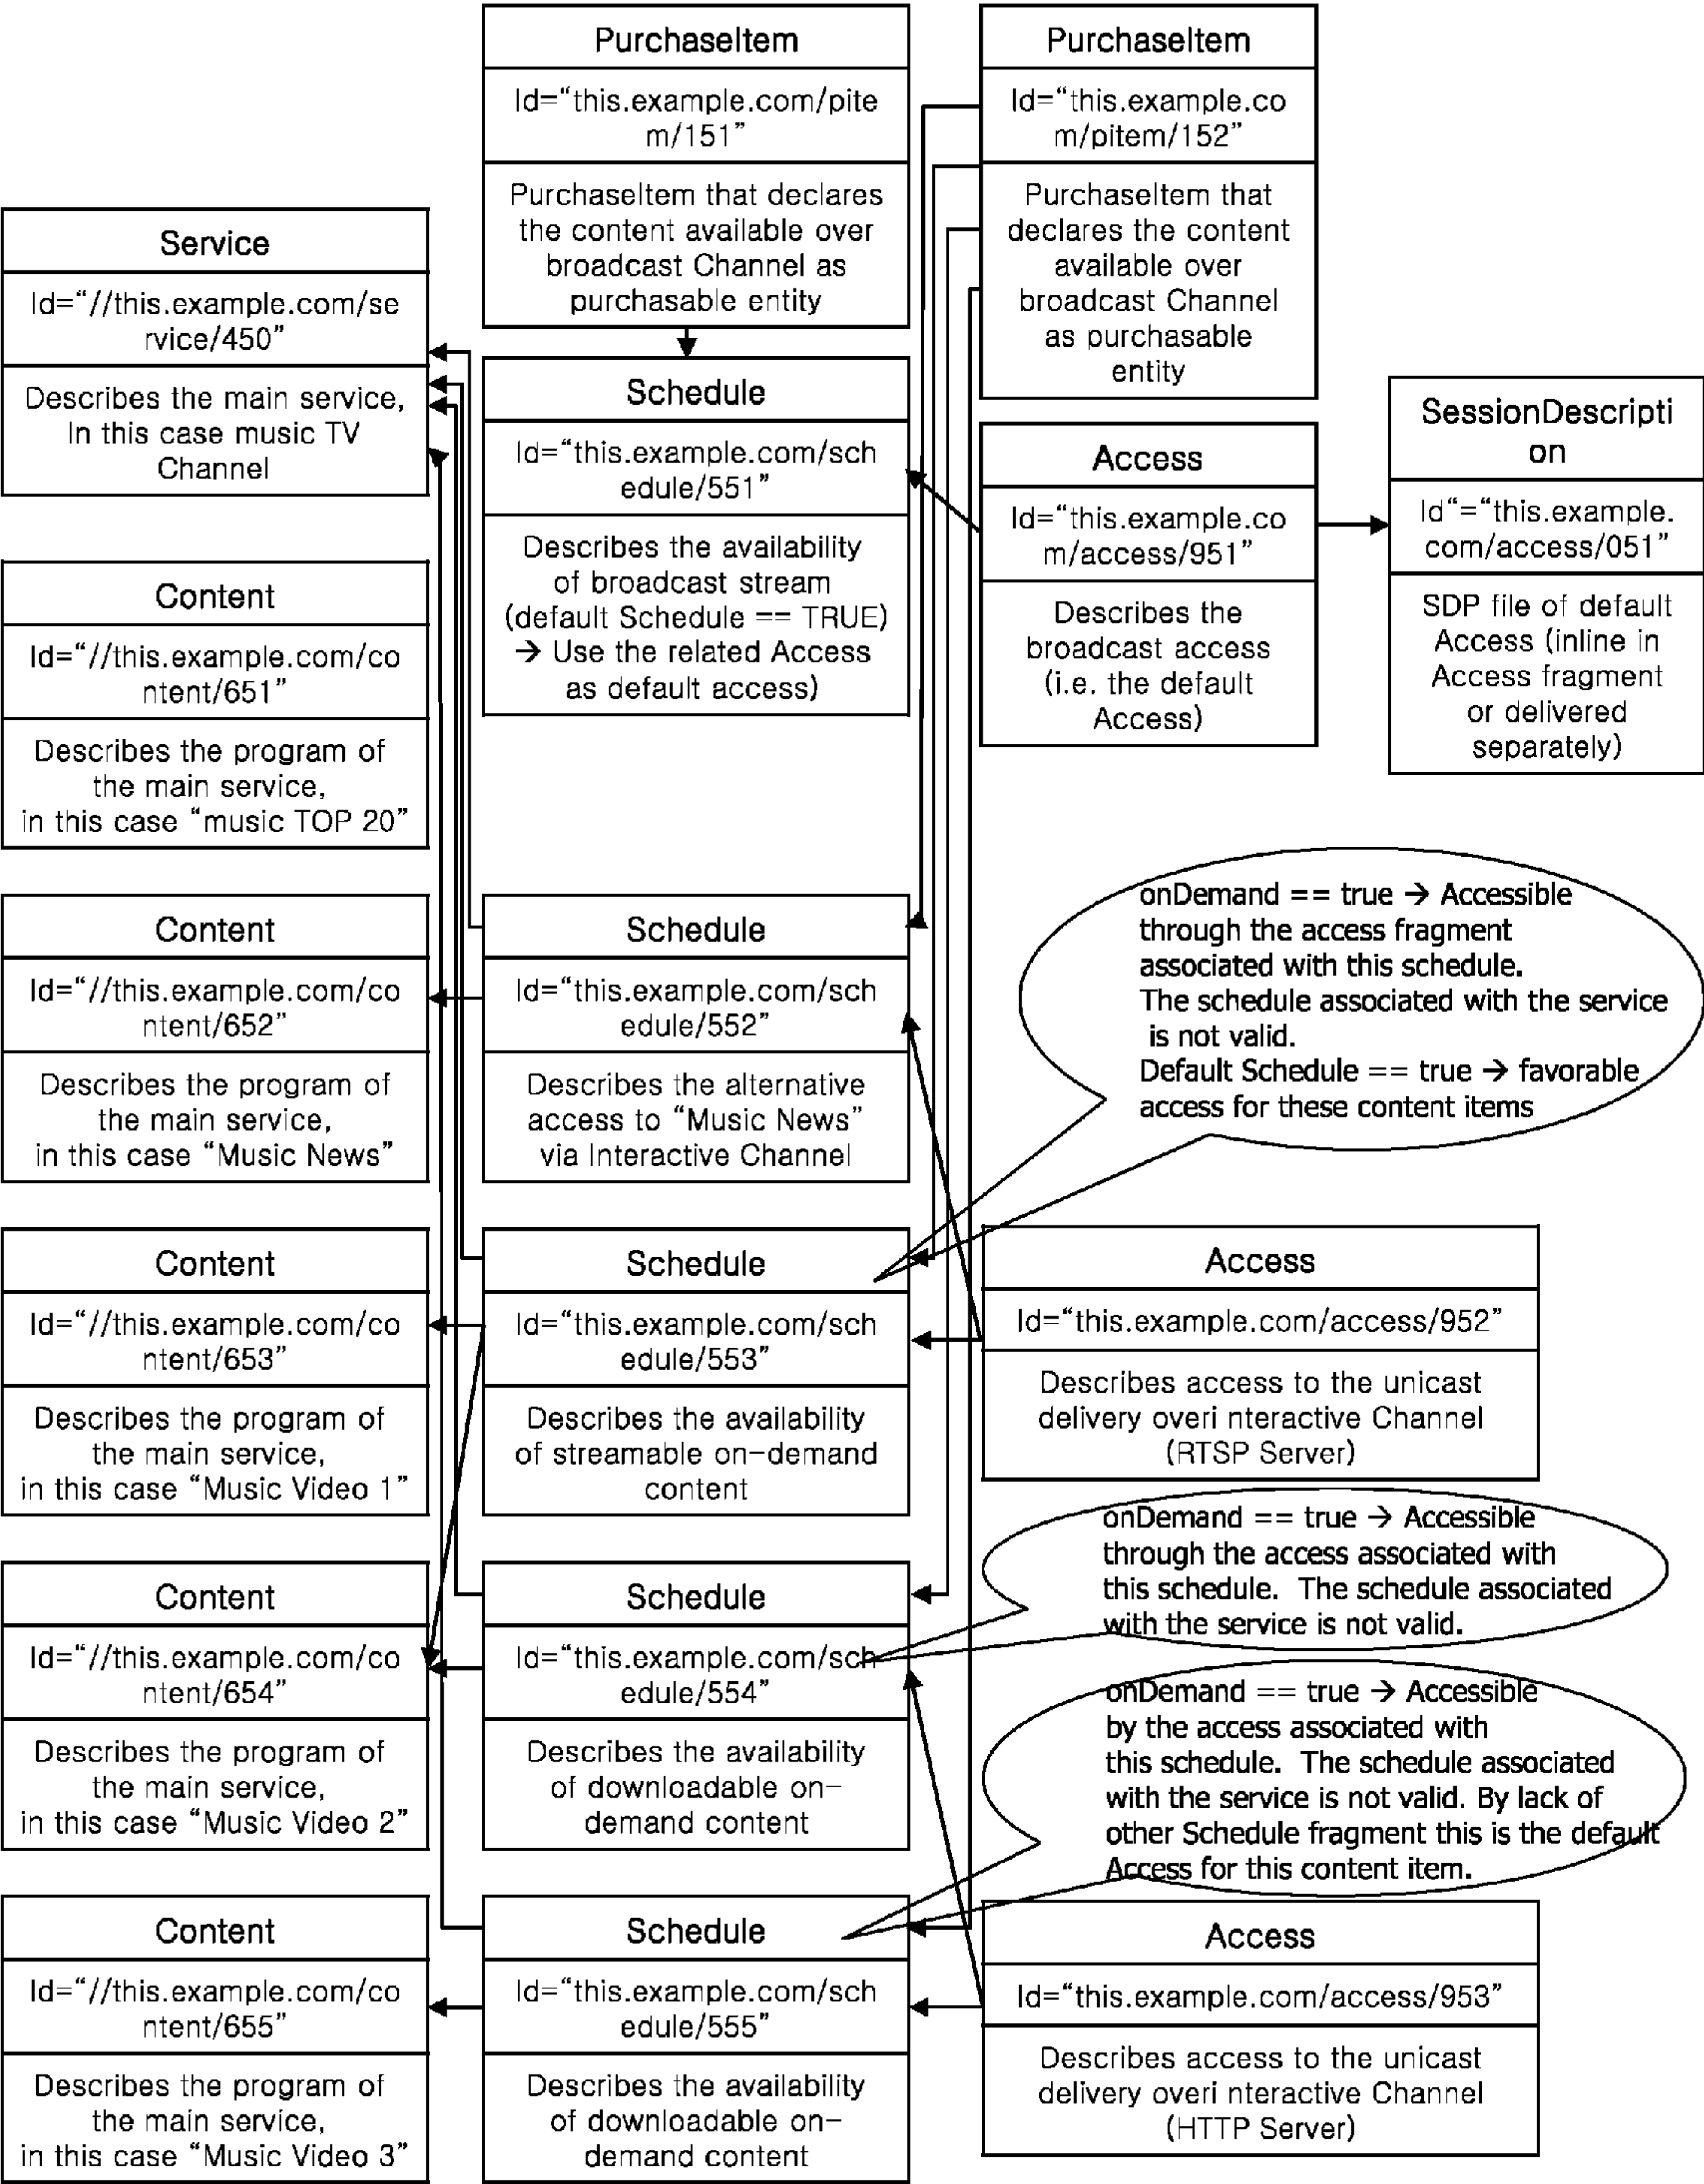 PurchaseItem
Id=“this.example.com/pite
m/151”
PurchaseItem that declares
the content available over
broadcast Channel as
purchasable entity
PurchaseItem
Id=“this.example.co
m/pitem/152”
PurchaseItem that
declares the content
available over
broadcast Channel
as purchasable
entity
Service
Id=“//this.example.com/se
rvice/450”
Describes the main service,
In this case music TV
Channel
Schedule
Id=“this.example.com/sch
edule/551”
Describes the availability
of broadcast stream
(default Schedule == TRUE)
→ Use the related Access
as default access)
Access
Id=“this.example.co
m/access/951”
Describes the
broadcast access
(i.e. the default
Access)
SessionDescripti
on
Id“=“this.example.
com/access/051”
SDP file of default
Access (inline in
Access fragment
or delivered
separately)
Content
Id=“//this.example.com/co
ntent/651”
Describes the program of
the main service,
in this case “music TOP 20”
Content
Id=“//this.example.com/co
ntent/652”
Describes the program of
the main service,
in this case “Music News”
Schedule
Id=“this.example.com/sch
edule/552”
Describes the alternative
access to “Music News”
via Interactive Channel
onDemand == true → Accessible
through the access fragment
associated with this schedule.
The schedule associated with the service
is not valid.
Default Schedule == true → favorable
access for these content items
Content
Id=“//this.example.com/co
ntent/653”
Describes the program of
the main service,
in this case “Music Video 1”
Schedule
Id=“this.example.com/sch
edule/553”
Describes the availability
of streamable on-demand
content
Access
Id=“this.example.com/access/952”
Describes access to the unicast
delivery overi nteractive Channel
(RTSP Server)
Content
Id=“//this.example.com/co
ntent/654”
Describes the program of
the main service,
in this case “Music Video 2”
Schedule
Id=“this.example.com/sch
edule/554”
Describes the availability
of downloadable on-
demand content
onDemand == true → Accessible
through the access associated with
this schedule. The schedule associated
with the service is not valid.
onDemand == true → Accessible
by the access associated with
this schedule. The schedule associated
with the service is not valid. By lack of
other Schedule fragment this is the default
Access for this content item.
Content
Id=“//this.example.com/co
ntent/655”
Describes the program of
the main service,
in this case “Music Video 3”
Schedule
Id=“this.example.com/sch
edule/555”
Describes the availability
of downloadable on-
demand content
Access
Id=“this.example.com/access/953”
Describes access to the unicast
delivery overi nteractive Channel
(HTTP Server)